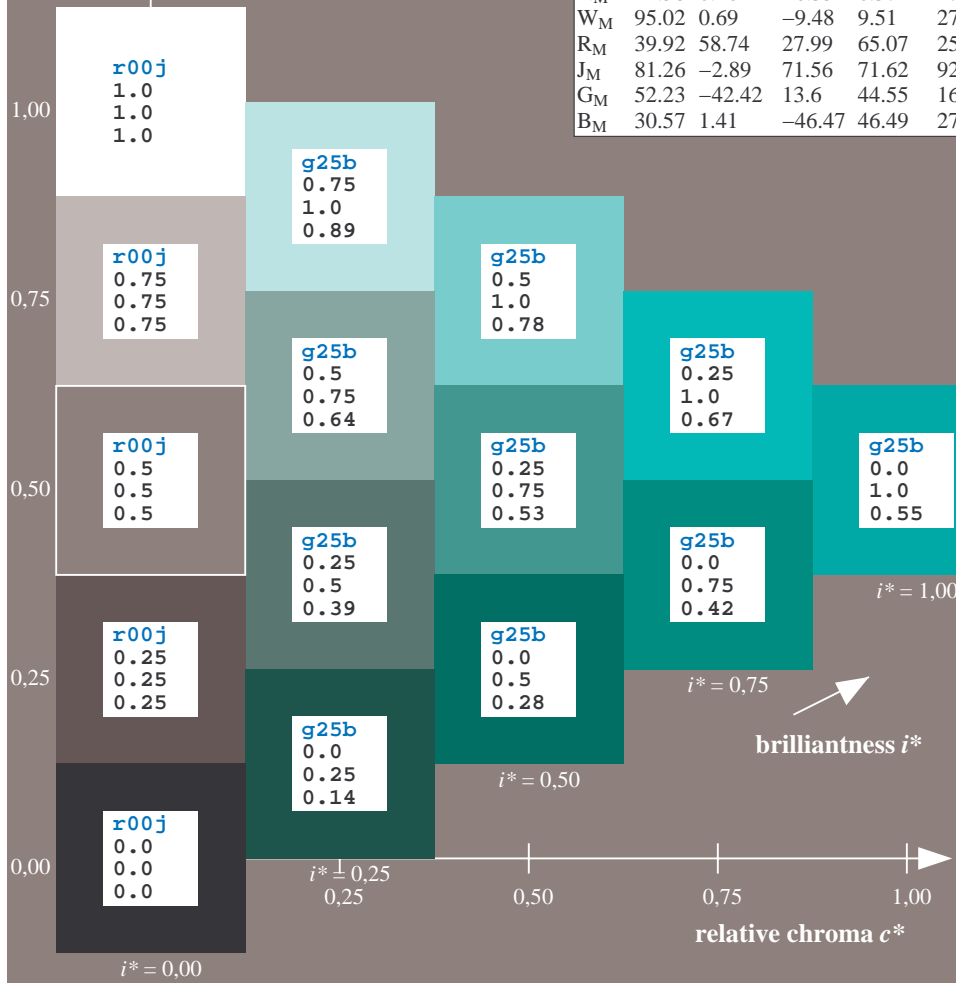 W_M 95.02 0.69 −9.48 9.51
R_M 39.92 58.74 27.99 65.07
J_M 81.26 −2.89 71.56 71.62
G_M 52.23 −42.42 13.6 44.55
B_M 30.57 1.41 −46.47 46.49
1,00
r00j
1.0
1.0
1.0
g25b
0.75
1.0
0.89
0,75
r00j
0.75
0.75
0.75
g25b
0.5
1.0
0.78
g25b
0.5
0.75
0.64
g25b
0.25
1.0
0.67
0,50
r00j
0.5
0.5
0.5
g25b
0.25
0.75
0.53
g25b
0.0
1.0
0.55
g25b
0.25
0.5
0.39
g25b
0.0
0.75
0.42
i* = 1,00
0,25
r00j
0.25
0.25
0.25
g25b
0.0
0.5
0.28
i* = 0,75
g25b
0.0
0.25
0.14
brilliantness i*
i* = 0,50
0,00
r00j
0.0
0.0
0.0
i* = 0,25
0,25 0,50 0,75 1,00
relative chroma c*
i* = 0,00